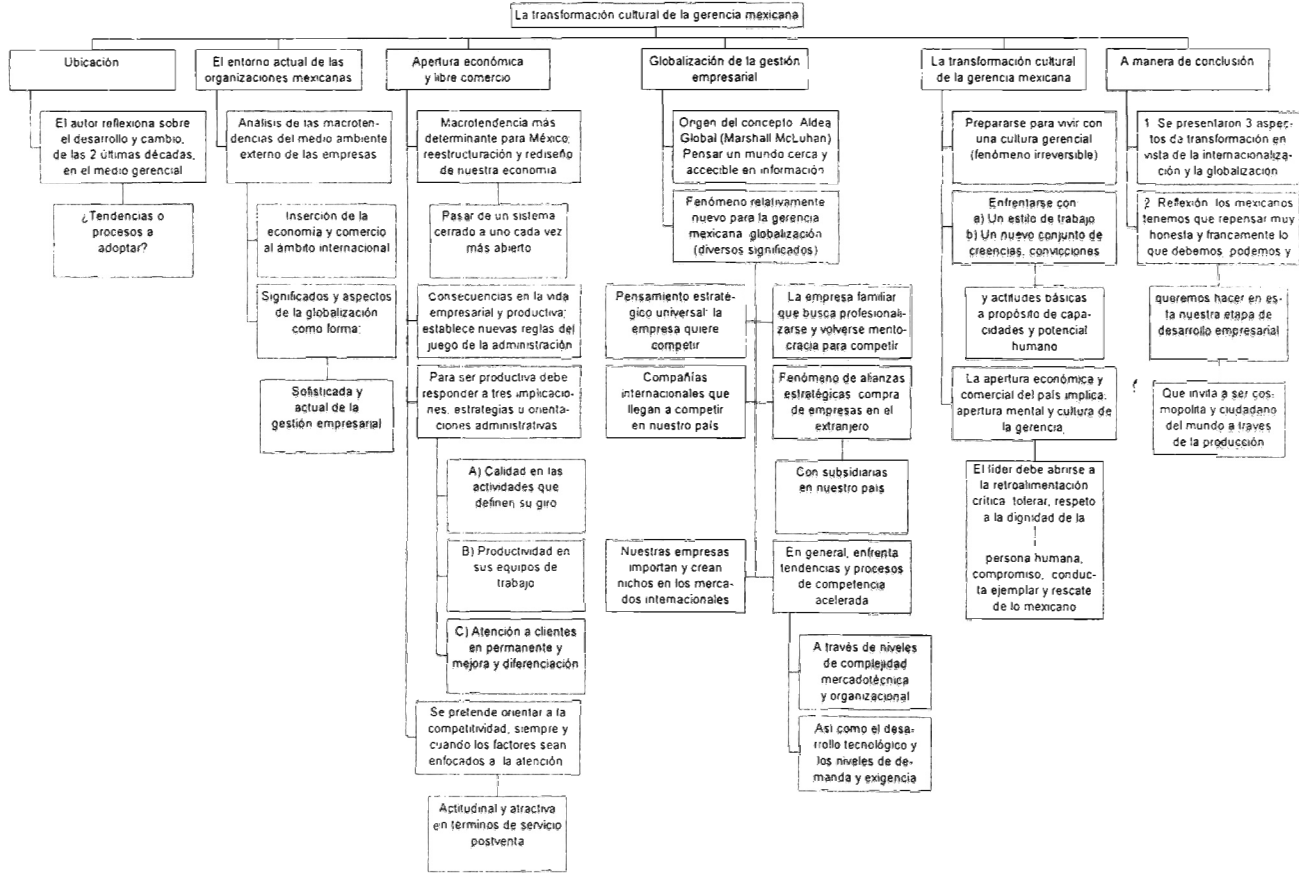 La transformación cultural de la gerencia mexicana
Ubicación
El autor reflexiona sobre
el desarrollo y cambio,
de las 2 últimas décadas,
en el medio gerencial
¿Tendencias o
procesos a
adoptar?
El entorno actual de las
organizaciones mexicanas
Análisis de las macroten-
dencias del medio ambiente
externo de las empresas
Inserción de la
economía y comercio
al ámbito internacional
Significados y aspectos
de la globalización
como forma:
Sofisticada y
actual de la
gestión empresarial
Apertura económica
y libre comercio
Macrotendencia más
determinante para México:
reestructuración y rediseño
de nuestra economía
Pasar de un sistema
cerrado a uno cada vez
más abierto
Consecuencias en la vida
empresarial y productiva;
establece nuevas reglas del
juego de la administración
Para ser productiva debe
responder a tres implicacio-
nes, estrategias u orienta-
ciones administrativas
A) Calidad en las
actividades que
definen su giro
B) Productividad en
sus equipos de
trabajo
C) Atención a clientes
en permanente y
mejora y diferenciación
Se pretende orientar a la
competitividad, siempre y
cuando los factores sean
enfocados a la atención
Actitudinal y atractiva
en términos de servicio
postventa
Globalización de la gestión
empresarial
Origen del concepto Aldea
Global (Marshall McLuhan)
Pensar un mundo cerca y
accecible en información
Fenómeno relativamente
nuevo para la gerencia
mexicana globalización
(diversos significados)
Pensamiento estraté-
gico universal: la
empresa quiere
competir
La empresa familiar
que busca profesionali-
zarse y volverse mento-
cracia para competir
Compañías
internacionales que
llegan a competir
en nuestro país
Fenómeno de alianzas
estratégicas compra
de empresas en el
extranjero
Con subsidiarias
en nuestro país
Nuestras empresas
importan y crean
nichos en los merca-
dos internacionales
En general, enfrenta
tendencias y procesos
de competencia
acelerada
A través de niveles
de complejidad
mercadotécnica
y organizacional
Así como el desa-
rrollo tecnológico y
los niveles de de-
manda y exigencia
La transformación cultural
de la gerencia mexicana
Prepararse para vivir con
una cultura gerencial
(fenómeno irreversible)
Enfrentarse con
a) Un estilo de trabajo
b) Un nuevo conjunto de
creencias, convicciones
y actitudes básicas
a propósito de capa-
cidades y potencial
humano
La apertura económica y
comercial del país implica:
apertura mental y cultura de
la gerencia,
El líder debe abrirse a
la retroalimentación
crítica tolerar, respeto
a la dignidad de la
persona humana,
compromiso, conduc-
ta ejemplar y rescate
de lo mexicano
A manera de conclusión
1 Se presentaron 3 aspec-
tos da transformación en
vista de la internacionaliza-
ción y la globalización
2 Reflexión los mexicanos
tenemos que repensar muy
honesta y francamente lo
que debemos, podemos y
queremos hacer en es-
ta nuestra etapa de
desarrollo empresarial
Que invita a ser cos-
mopolita y ciudadano
del mundo a traves
de la producción